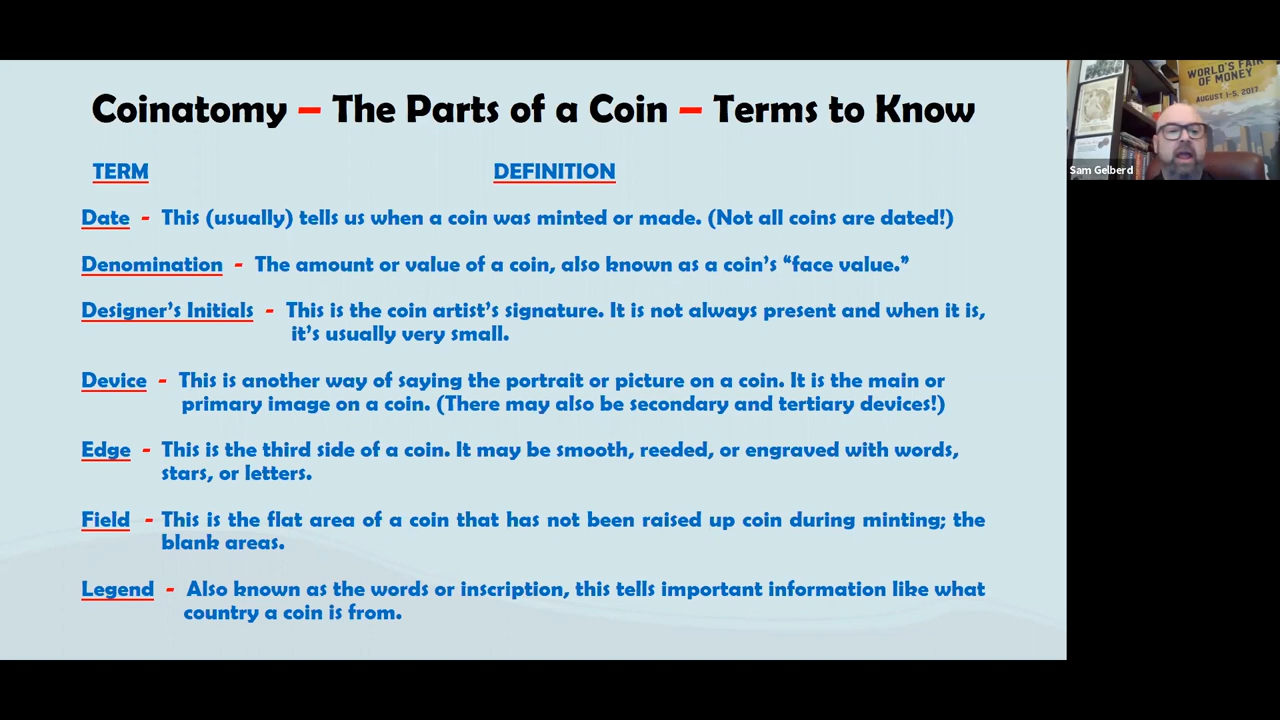 Coinatomy – The Parts of a Coin – Terms to Know
TERM DEFINITION
Date - This (usually) tells us when a coin was minted or made. (Not all coins are dated!)
Denomination - The amount or value of a coin, also known as a coin's “face value.”
Designer's Initials - This is the coin artist's signature. It is not always present and when it is,
it's usually very small.
Device - This is another way of saying the portrait or picture on a coin. It is the main or
primary image on a coin. (There may also be secondary and tertiary devices!)
Edge - This is the third side of a coin. It may be smooth, reeded, or engraved with words,
stars, or letters.
Field - This is the flat area of a coin that has not been raised up coin during minting; the
blank areas.
Legend - Also known as the words or inscription, this tells important information like what
country a coin is from.
WORLD'S FAIR
OF MONEY
AUGUST 1-5, 2017
Sam Gelberd